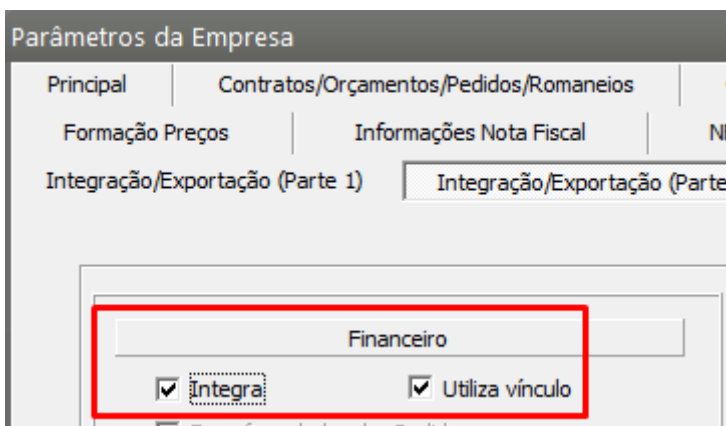 Parâmetros da Empresa
Principal Contratos/Orçamentos/Pedidos/Romaneios
Formação Preços Informações Nota Fiscal
Integração/Exportação (Parte 1) Integração/Exportação (Parte
Financeiro
Integra Utiliza vínculo